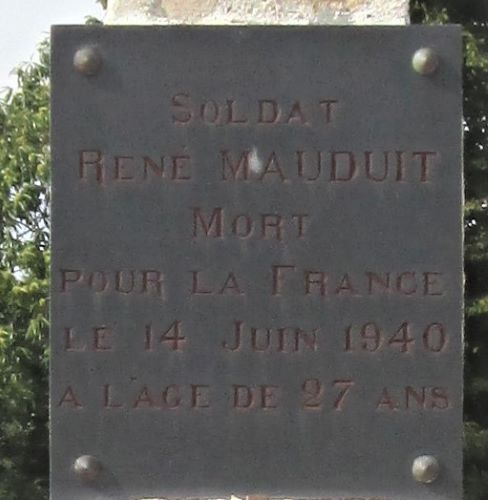 SOLDAT
RENÉ MAUDUIT
MORT
POUR LA FRANCE
LE 14 JUIN 1940
A L'AGE DE 27 ANS